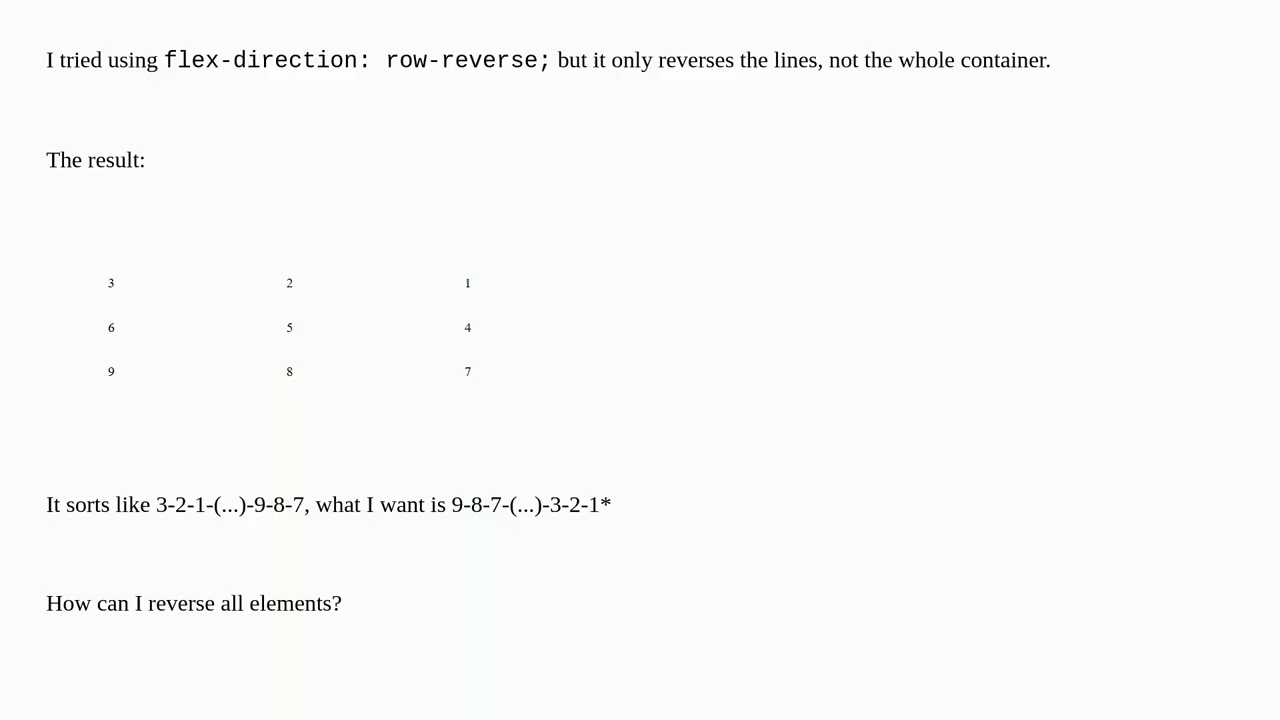 I tried using flex-direction: row-reverse; but it only reverses the lines, not the whole container.
The result:
3 2 1
6 5 4
9 8 7
It sorts like 3-2-1-(...)-9-8-7, what I want is 9-8-7-(...)-3-2-1*
How can I reverse all elements?